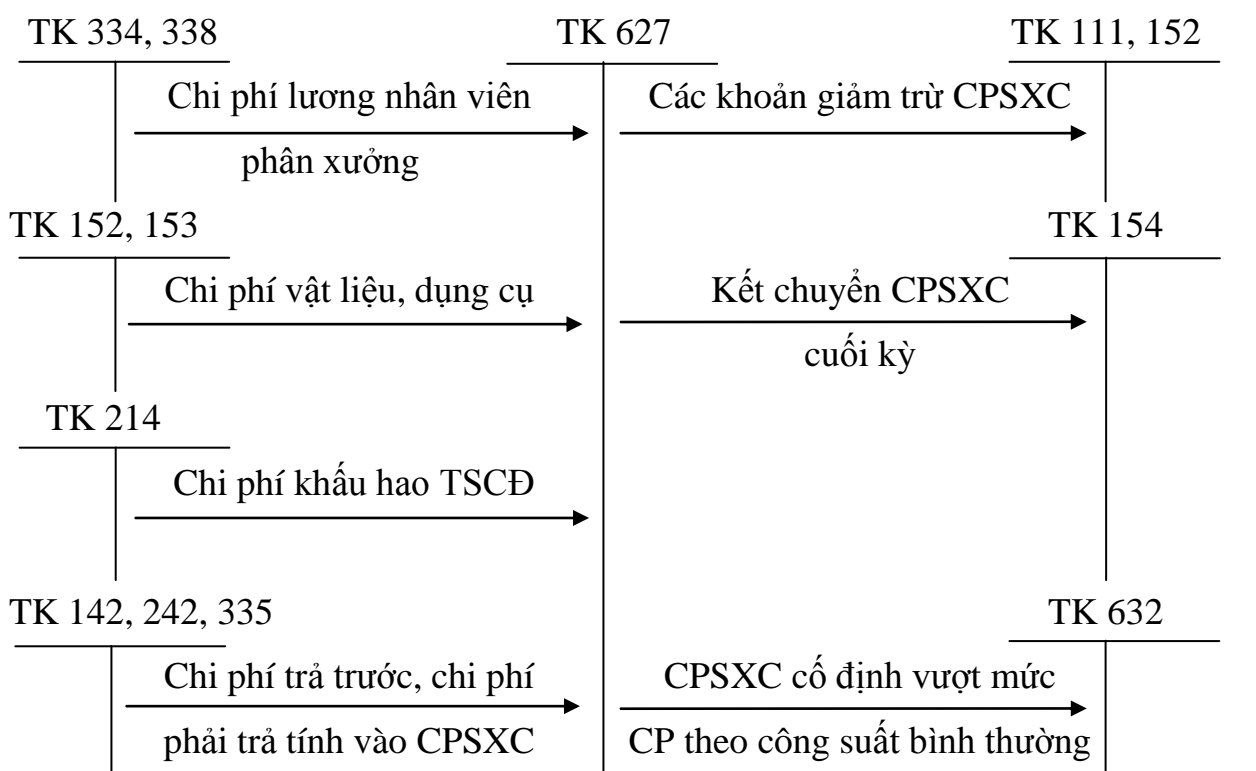 TK 334, 338 TK 627 TK 111, 152
Chi phí lương nhân viên Các khoản giảm trừ CPSXC
phân xưởng
TK 152, 153 TK 154
Chi phí vật liệu, dụng cụ Kết chuyển CPSXC
cuối kỳ
TK 214
Chi phí khấu hao TSCĐ
TK 142, 242, 335 TK 632
Chi phí trả trước, chi phí CPSXC cố định vượt mức
phải trả tính vào CPSXC CP theo công suất bình thường